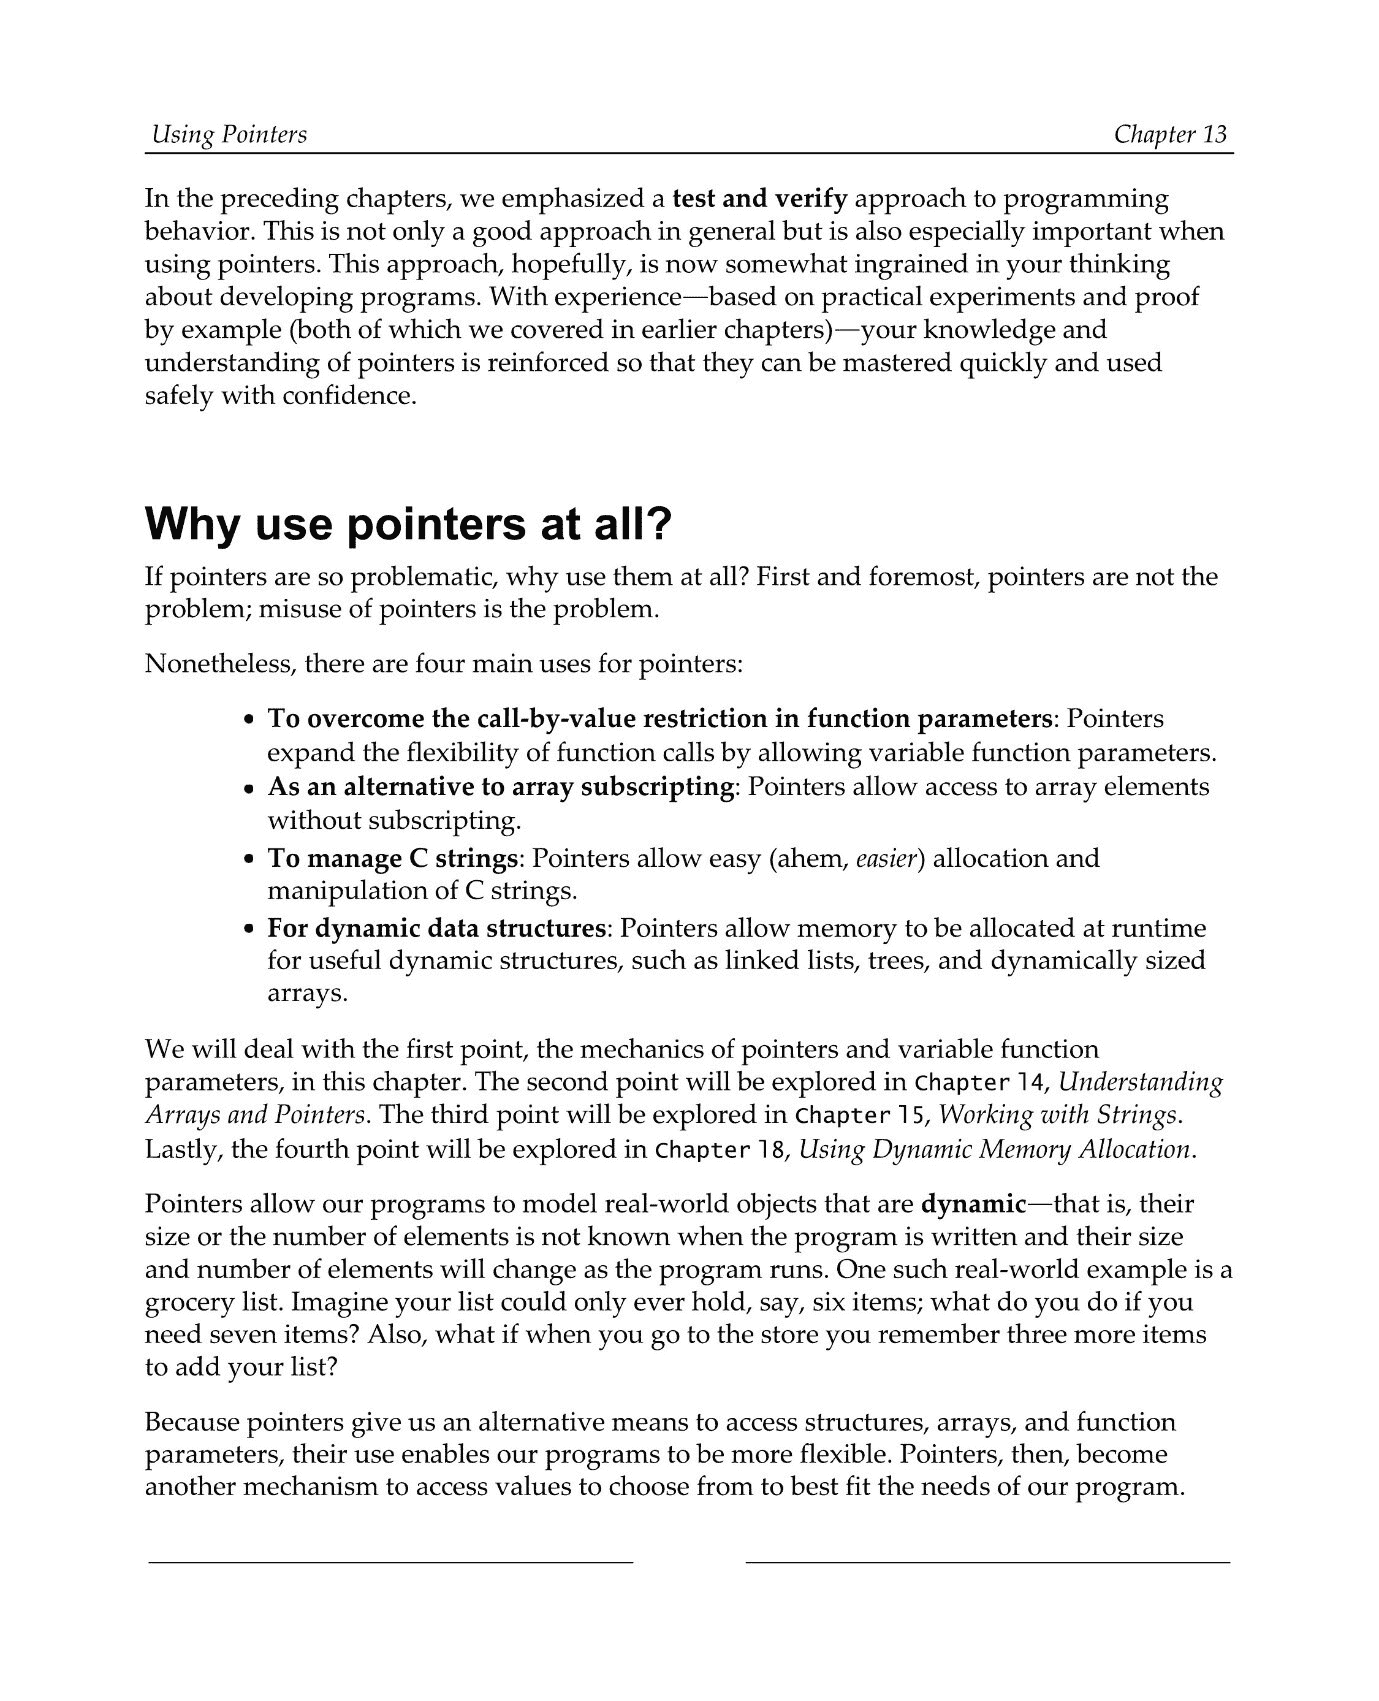 Using Pointers
Chapter 13
In the preceding chapters, we emphasized a test and verify approach to programming
behavior. This is not only a good approach in general but is also especially important when
using pointers. This approach, hopefully, is now somewhat ingrained in your thinking
about developing programs. With experience—based on practical experiments and proof
by example (both of which we covered in earlier chapters)—your knowledge and
understanding of pointers is reinforced so that they can be mastered quickly and used
safely with confidence.
Why use pointers at all?
If pointers are so problematic, why use them at all? First and foremost, pointers are not the
problem; misuse of pointers is the problem.
Nonetheless, there are four main uses for pointers:
• To overcome the call-by-value restriction in function parameters: Pointers
expand the flexibility of function calls by allowing variable function parameters.
• As an alternative to array subscripting: Pointers allow access to array elements
without subscripting.
• To manage C strings: Pointers allow easy (ahem, easier) allocation and
manipulation of C strings.
• For dynamic data structures: Pointers allow memory to be allocated at runtime
for useful dynamic structures, such as linked lists, trees, and dynamically sized
arrays.
We will deal with the first point, the mechanics of pointers and variable function
parameters, in this chapter. The second point will be explored in Chapter 14, Understanding
Arrays and Pointers. The third point will be explored in Chapter 15, Working with Strings.
Lastly, the fourth point will be explored in Chapter 18, Using Dynamic Memory Allocation.
Pointers allow our programs to model real-world objects that are dynamic—that is, their
size or the number of elements is not known when the program is written and their size
and number of elements will change as the program runs. One such real-world example is a
grocery list. Imagine your list could only ever hold, say, six items; what do you do if you
need seven items? Also, what if when you go to the store you remember three more items
to add your list?
Because pointers give us an alternative means to access structures, arrays, and function
parameters, their use enables our programs to be more flexible. Pointers, then, become
another mechanism to access values to choose from to best fit the needs of our program.